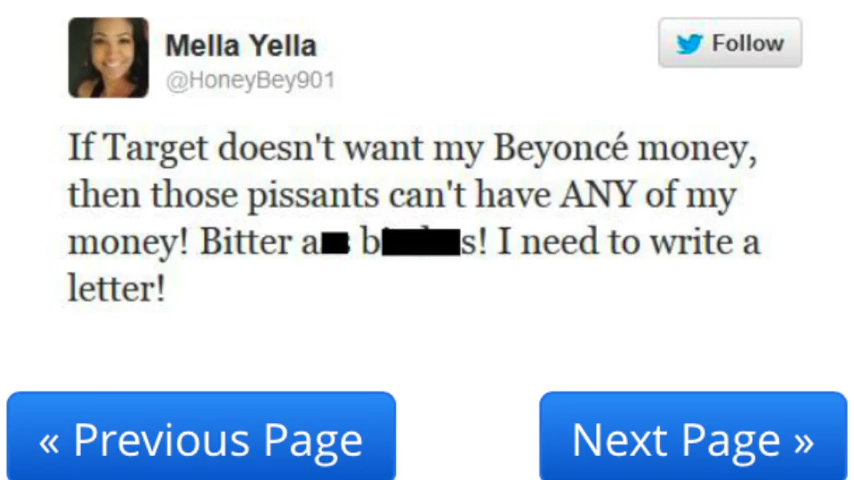 Mella Yella
Follow
@HoneyBey901
If Target doesn't want my Beyoncé money,
then those pissants can't have ANY of my
money! Bitter a s! I need to write a
letter!
« Previous Page
Next Page »